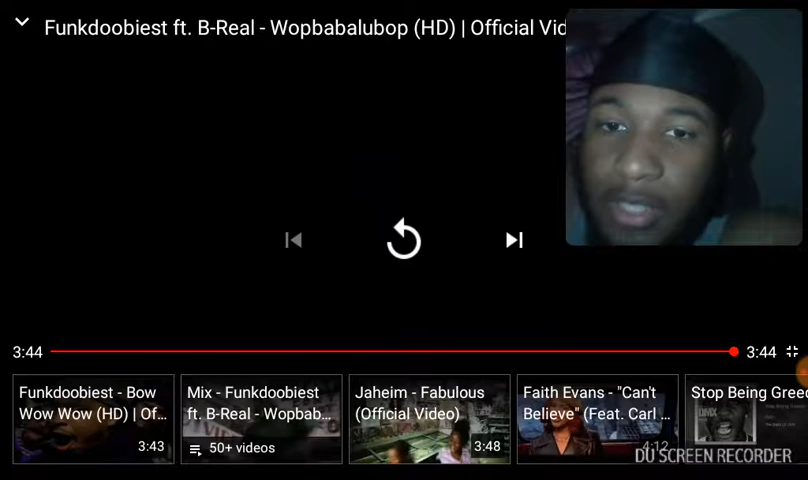 Funkdoobiest ft. B-Real - Wopbabalubop (HD) | Official Vid
3:44
3:44
Funkdoobiest - Bow
Wow Wow (HD) | Of...
3:43
Mix - Funkdoobiest
ft. B-Real - Wopbab...
50+ videos
Jaheim - Fabulous
(Official Video)
3:48
Faith Evans - "Can't
Believe" (Feat. Carl ...
4:12
Stop Being Greed
DU SCREEN RECORDER